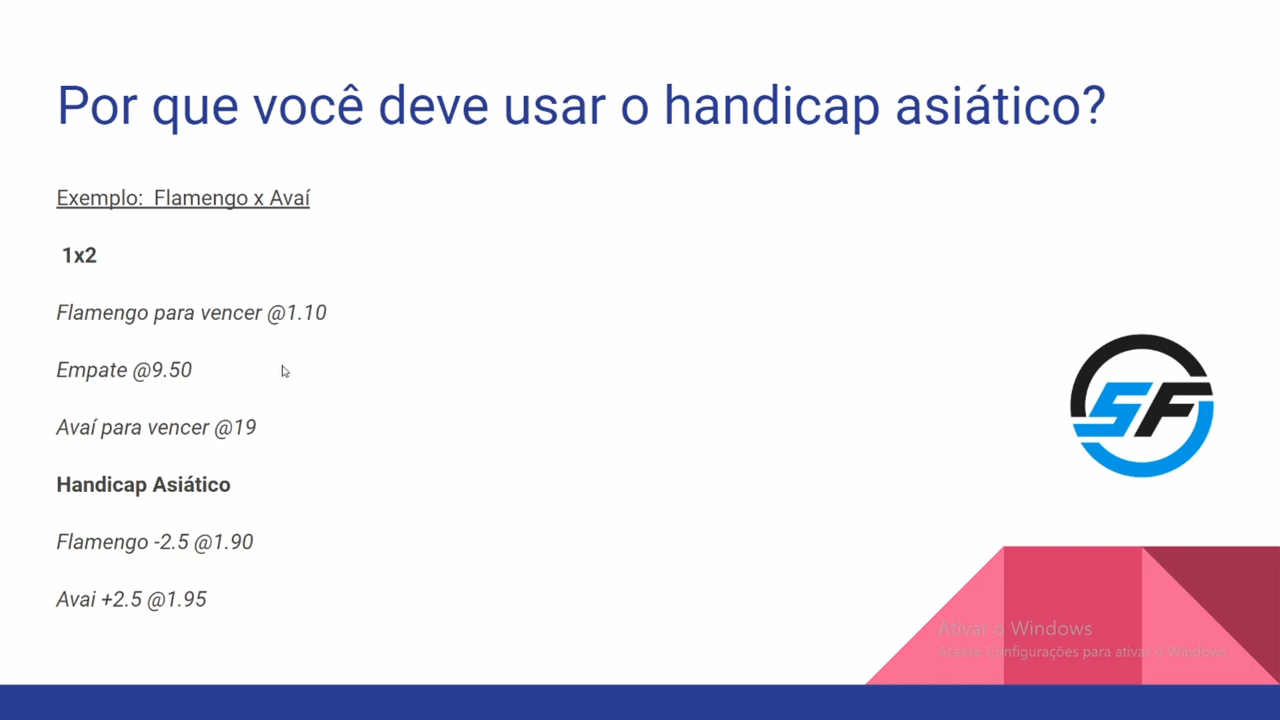 Por que você deve usar o handicap asiático?
Exemplo: Flamengo x Avaí
1x2
Flamengo para vencer @1.10
Empate @9.50
Avaí para vencer @19
Handicap Asiático
Flamengo -2.5 @1.90
Avai +2.5 @1.95
SF
Ativar o Windows
Acesse Configurações para ativar o Windows.